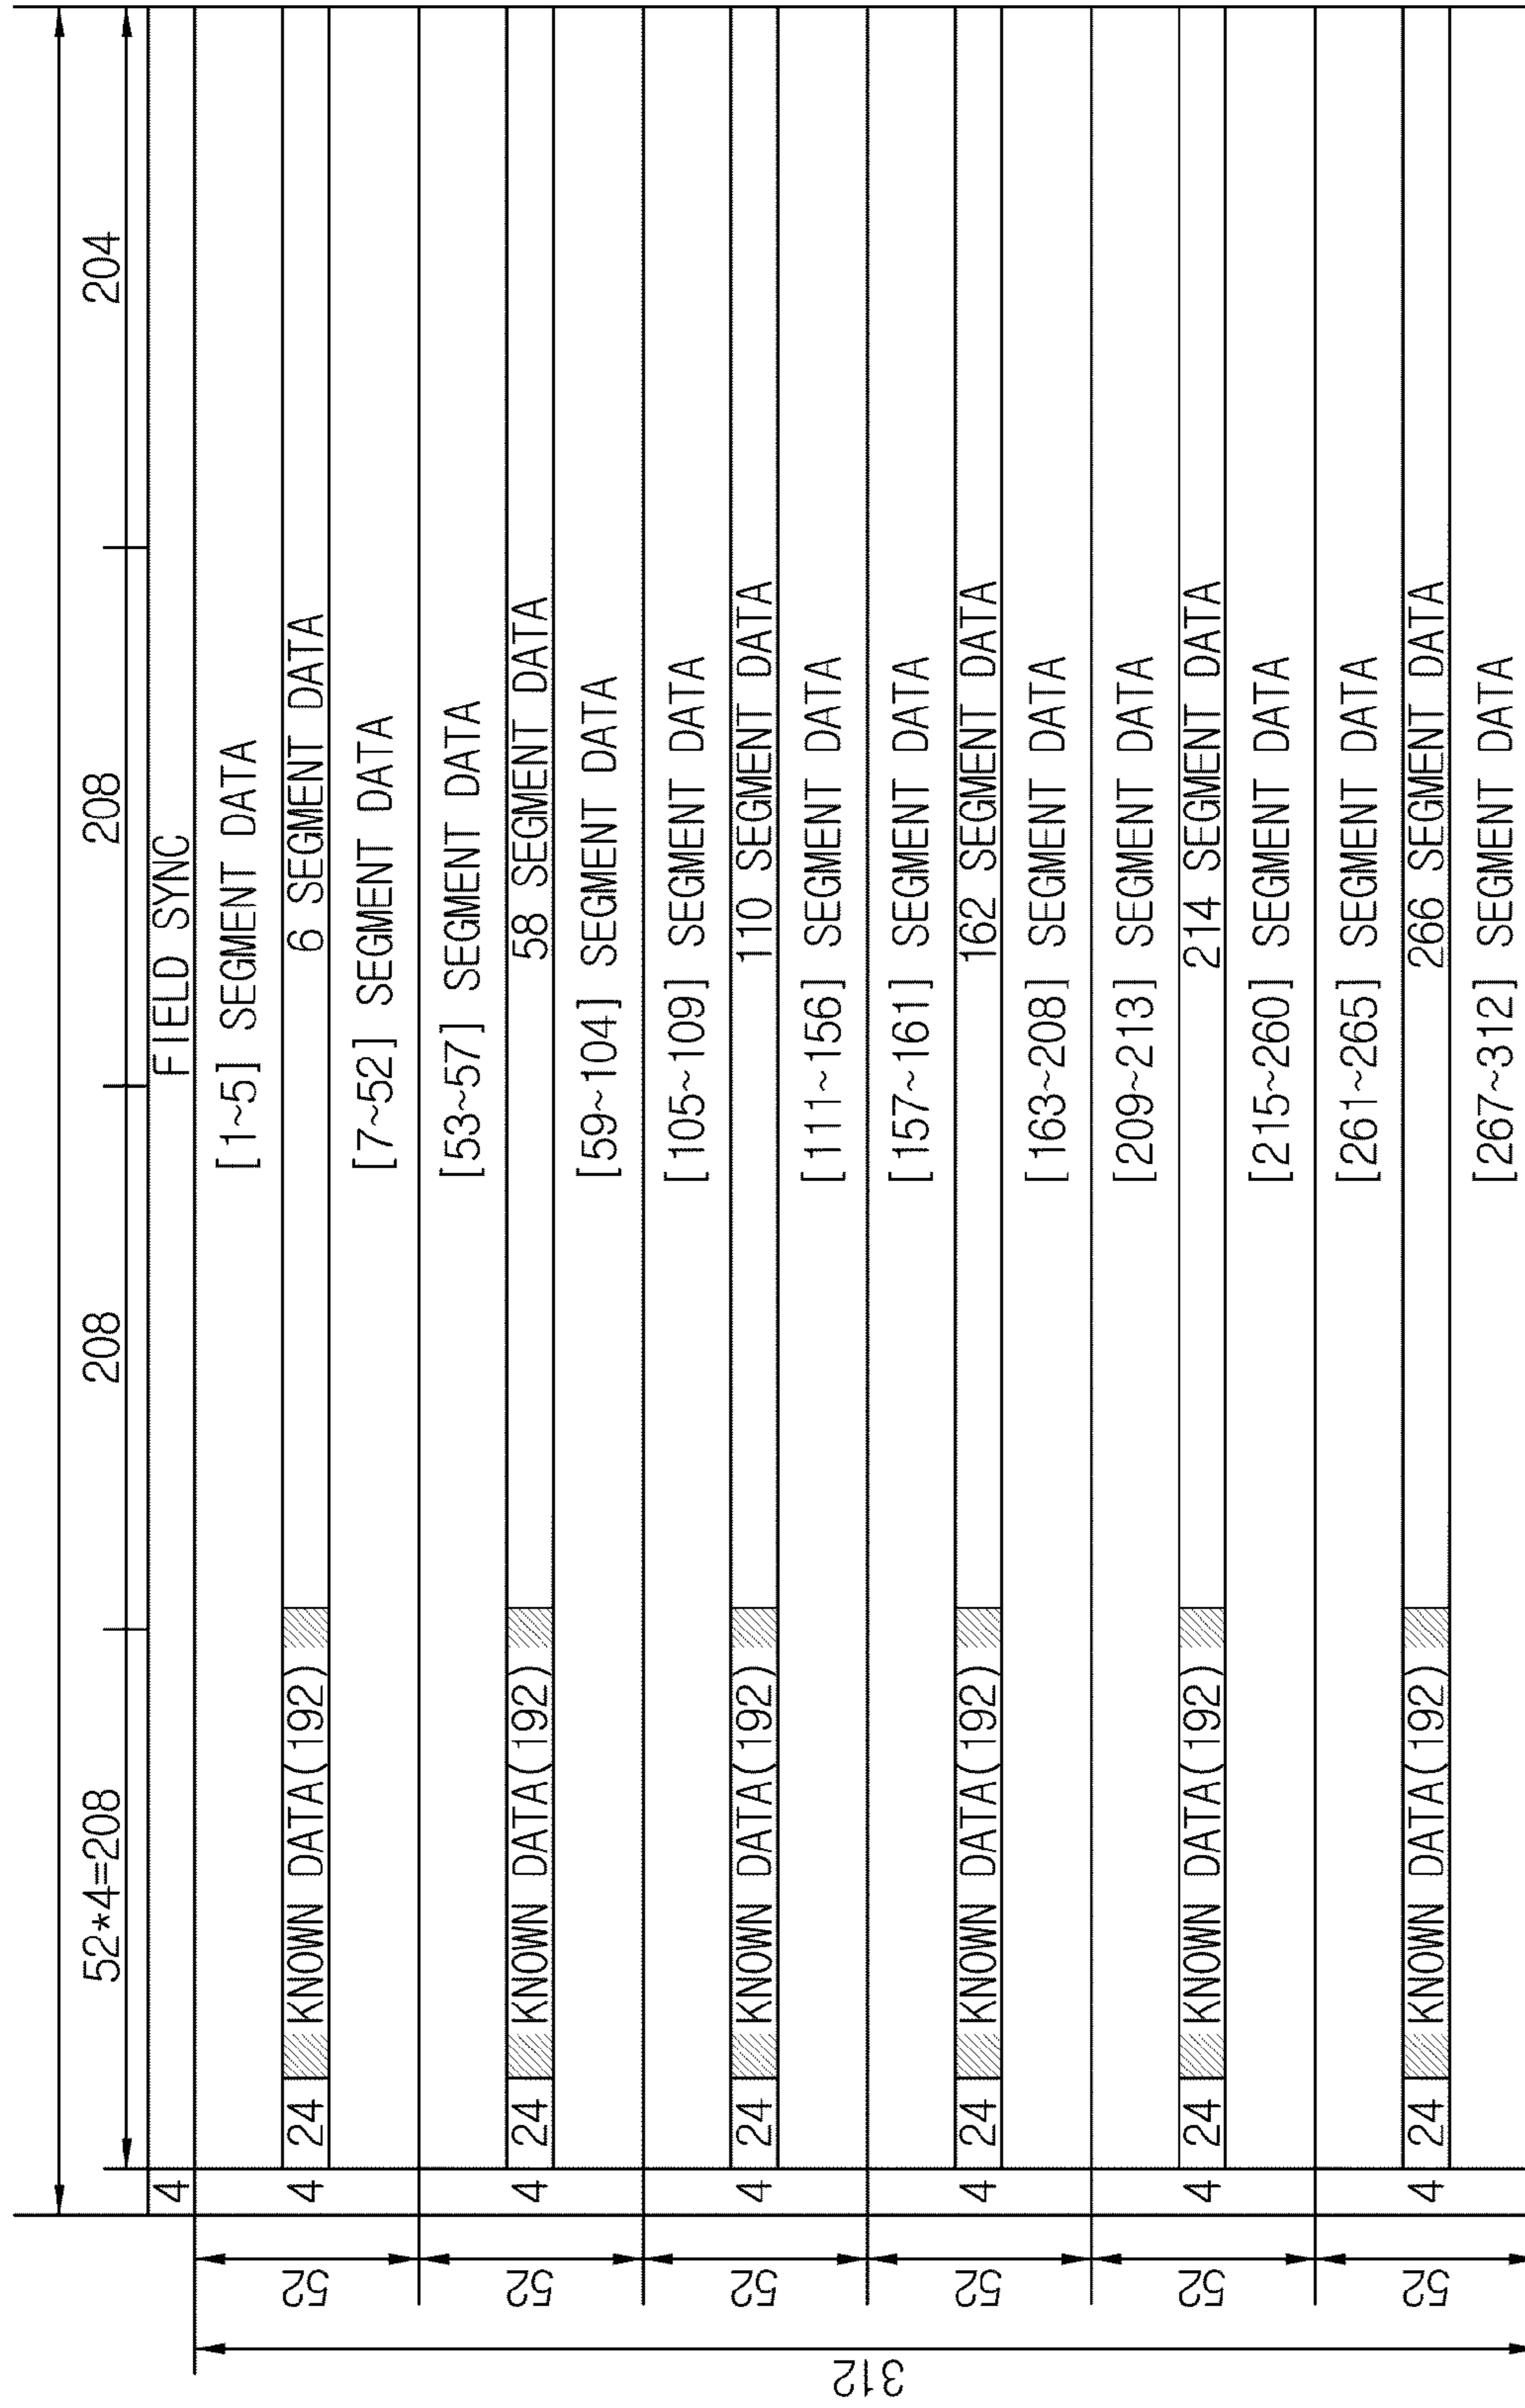 52*4=208 208 208 204
4 FIELD SYNC
[1~5] SEGMENT DATA
4 24 KNOWN DATA(192) 6 SEGMENT DATA
[7~52] SEGMENT DATA
52
[53~57] SEGMENT DATA
4 24 KNOWN DATA(192) 58 SEGMENT DATA
[59~104] SEGMENT DATA
52
[105~109] SEGMENT DATA
4 24 KNOWN DATA(192) 110 SEGMENT DATA
[111~156] SEGMENT DATA
52
[157~161] SEGMENT DATA
4 24 KNOWN DATA(192) 162 SEGMENT DATA
[163~208] SEGMENT DATA
52
[209~213] SEGMENT DATA
4 24 KNOWN DATA(192) 214 SEGMENT DATA
[215~260] SEGMENT DATA
52
[261~265] SEGMENT DATA
4 24 KNOWN DATA(192) 266 SEGMENT DATA
[267~312] SEGMENT DATA
52
312